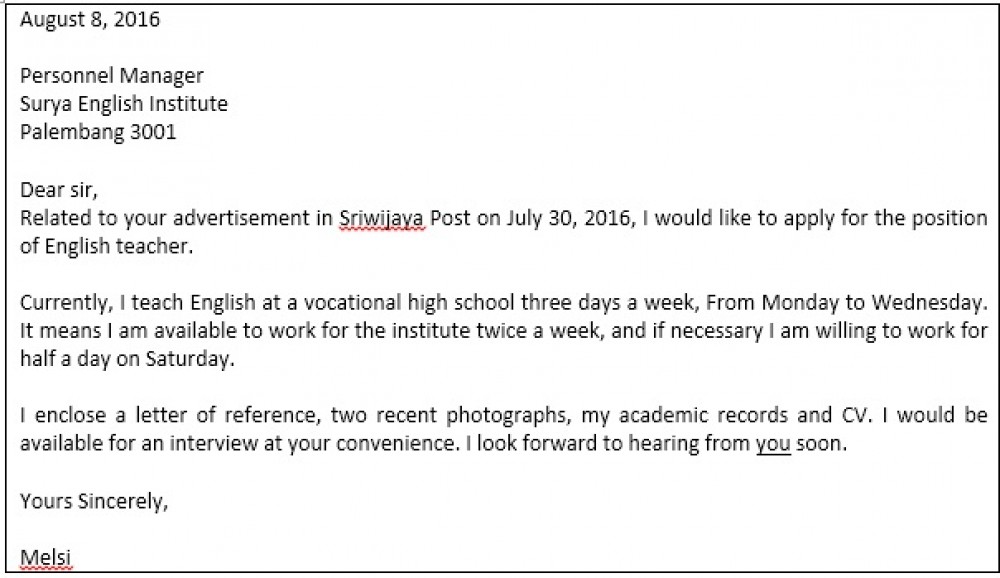 August 8, 2016
Personnel Manager
Surya English Institute
Palembang 3001
Dear sir,
Related to your advertisement in Sriwijaya Post on July 30, 2016, I would like to apply for the position
of English teacher.
Currently, I teach English at a vocational high school three days a week, From Monday to Wednesday.
It means I am available to work for the institute twice a week, and if necessary I am willing to work for
half a day on Saturday.
I enclose a letter of reference, two recent photographs, my academic records and CV. I would be
available for an interview at your convenience. I look forward to hearing from you soon.
Yours Sincerely,
Melsi